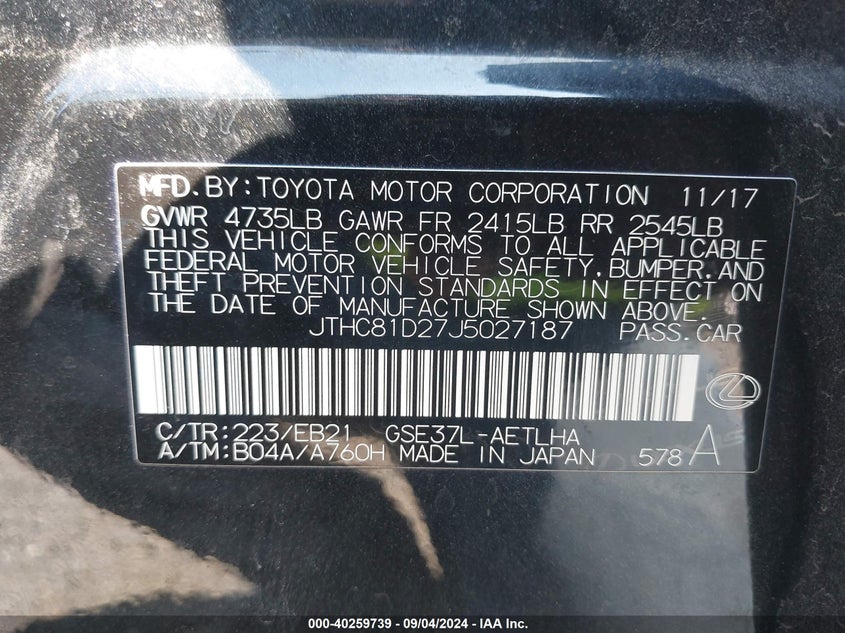 MFD.BY:TOYOTA MOTOR CORPORATION 11/17
GVWR 4735LB GAWR FR 2415LB RR 2545LB
THIS VEHICLE CONFORMS TO ALL APPLICABLE
FEDERAL MOTOR VEHICLE SAFETY,BUMPER,AND
THEFT PREVENTION STANDARDS IN EFFECT ON
THE DATE OF MANUFACTURE SHOWN ABOVE.
JTHC81D27J5027187 PASS.CAR
C/TR:223/EB21 GSE37L-AETLHA
A/TM:B04A/A760H MADE IN JAPAN 578A
000-40259739 - 09/04/2024 - IAA Inc.